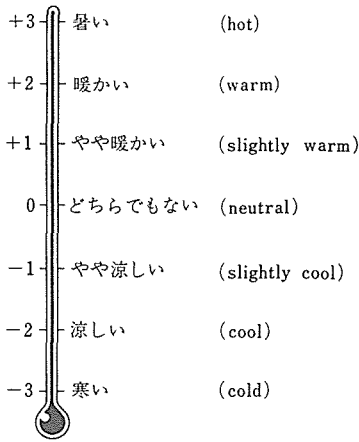 +3 暑い (hot)
+2 暖かい (warm)
+1 やや暖かい (slightly warm)
0 どちらでもない (neutral)
−1 やや涼しい (slightly cool)
−2 涼しい (cool)
−3 寒い (cold)